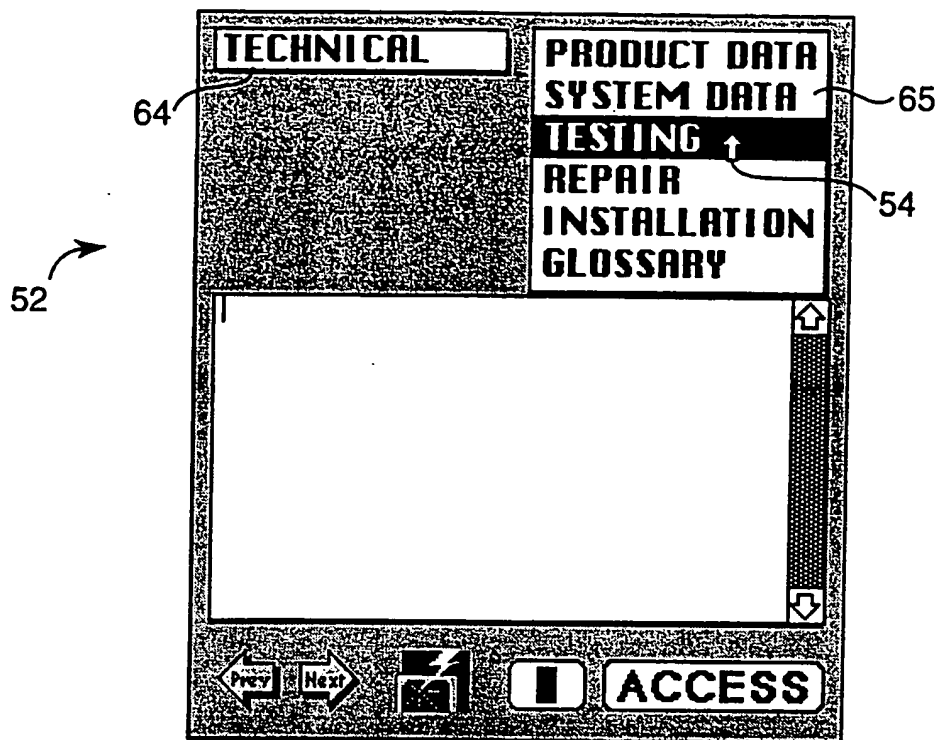 TECHNICAL
64
PRODUCT DATA
SYSTEM DATA
65
TESTING
54
REPAIR
INSTALLATION
GLOSSARY
52
Prev
Next
ACCESS